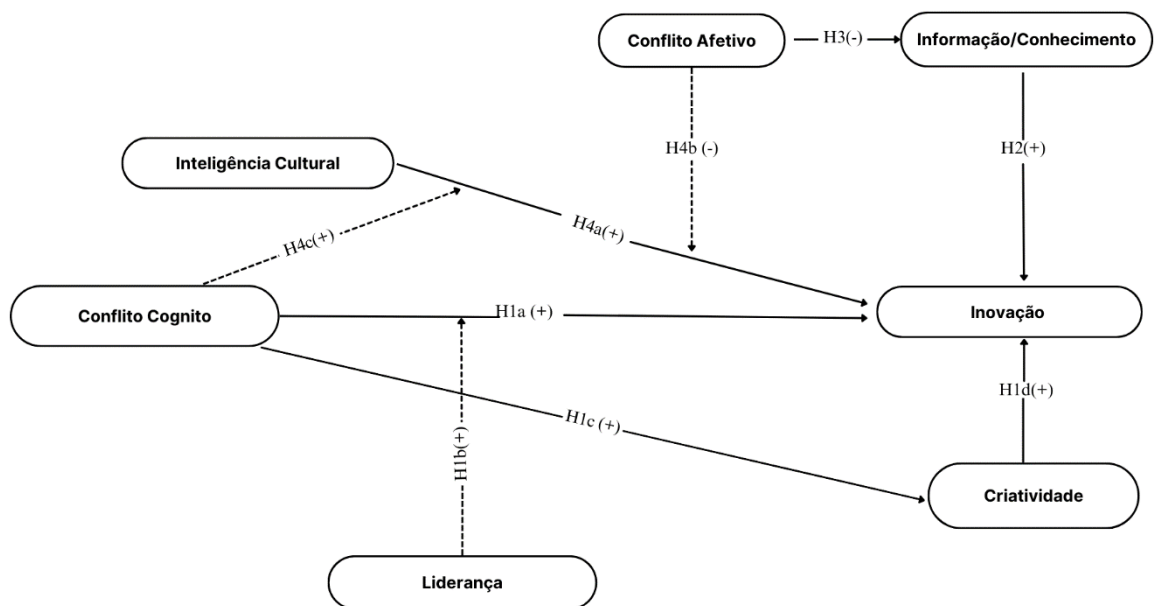 Conflito Afetivo
H3(-)
Informação/Conhecimento
H4b (-)
H2(+)
Inteligência Cultural
H4a(+)
H4c(+)
Conflito Cognito
H1a (+)
Inovação
H1d(+)
H1c (+)
H1b(+)
Criatividade
Liderança